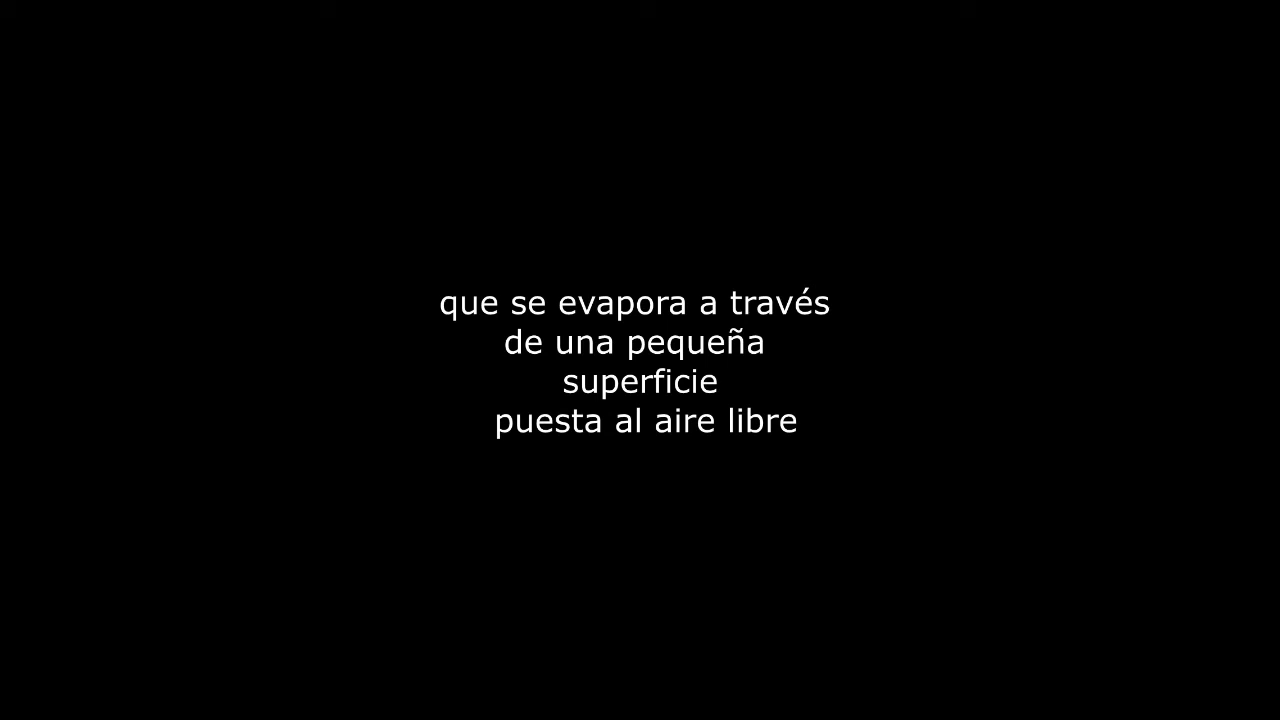 que se evapora a través
de una pequeña
superficie
puesta al aire libre